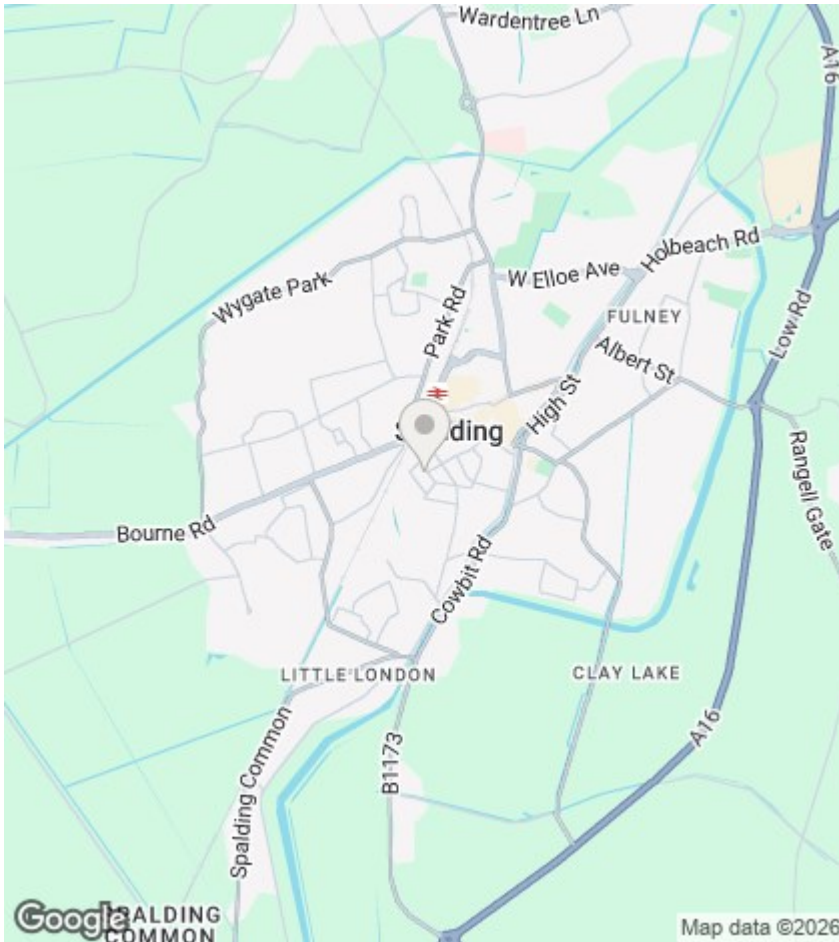 Wardentree Ln
A16
Holbeach Rd
W Elloe Ave
Wygate Park
Park Rd
FULNEY
Low Rd
Albert St
High St
Rangell Gate
Bourne Rd
Cowbit Rd
LITTLE LONDON
CLAY LAKE
A16
B1173
Spalding Common
Google
SPALDING
COMMON
Map data ©2026